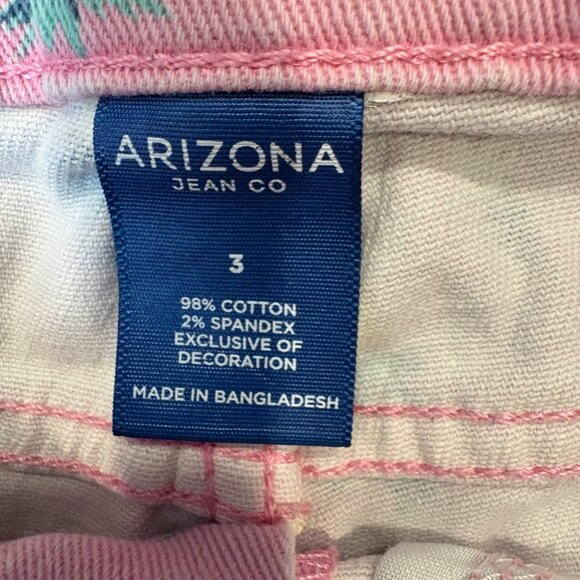 ARIZONA
JEAN CO
3
98% COTTON
2% SPANDEX
EXCLUSIVE OF
DECORATION
MADE IN BANGLADESH